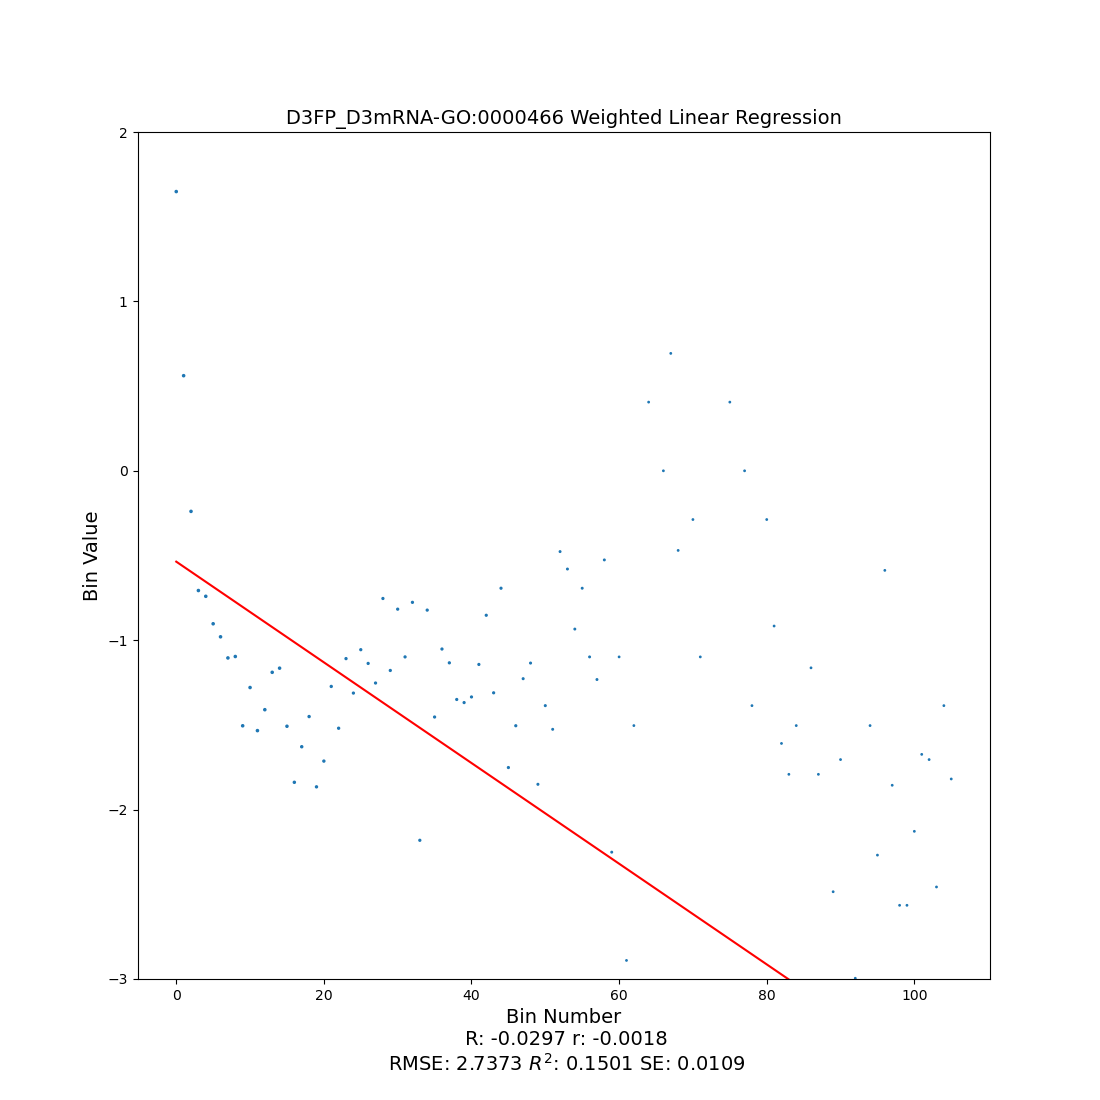 D3FP_D3mRNA-GO:0000466 Weighted Linear Regression
2
1
0
−1
−2
−3
Bin Value
0 20 40 60 80 100
Bin Number
R: -0.0297 r: -0.0018
RMSE: 2.7373 R²: 0.1501 SE: 0.0109